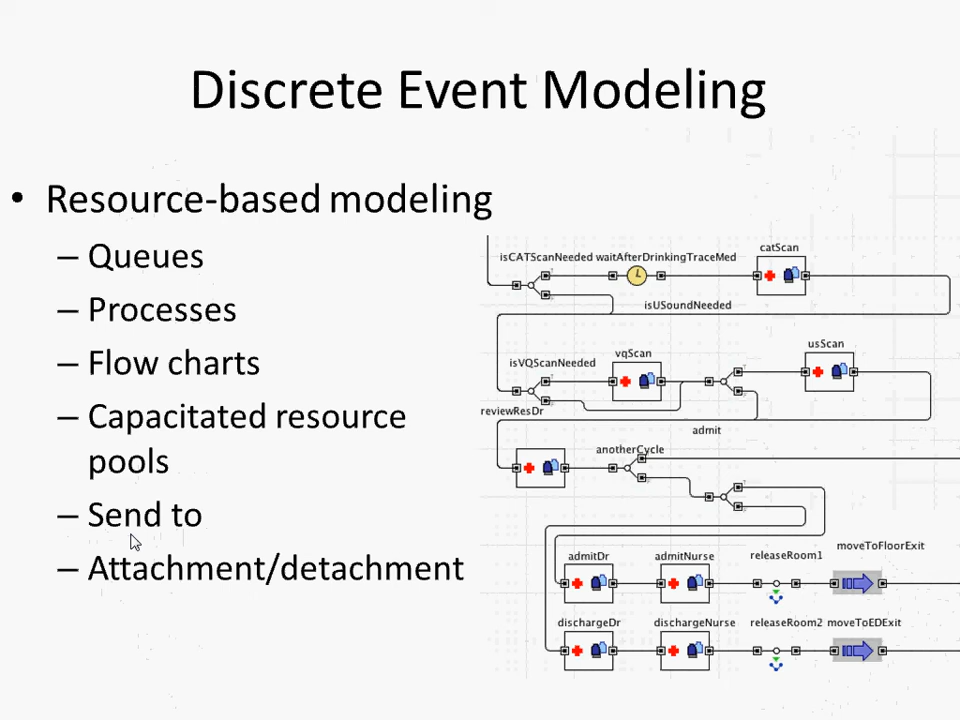 Discrete Event Modeling
• Resource-based modeling
– Queues
– Processes
– Flow charts
– Capacitated resource
pools
– Send to
– Attachment/detachment
catScan
isCATScanNeeded waitAfterDrinkingTraceMed
isUSoundNeeded
usScan
vqScan
isVQScanNeeded
reviewResDr
admit
anotherCycle
moveToFloorExit
admitDr admitNurse releaseRoom1
dischargeDr dischargeNurse releaseRoom2 moveToEDExit